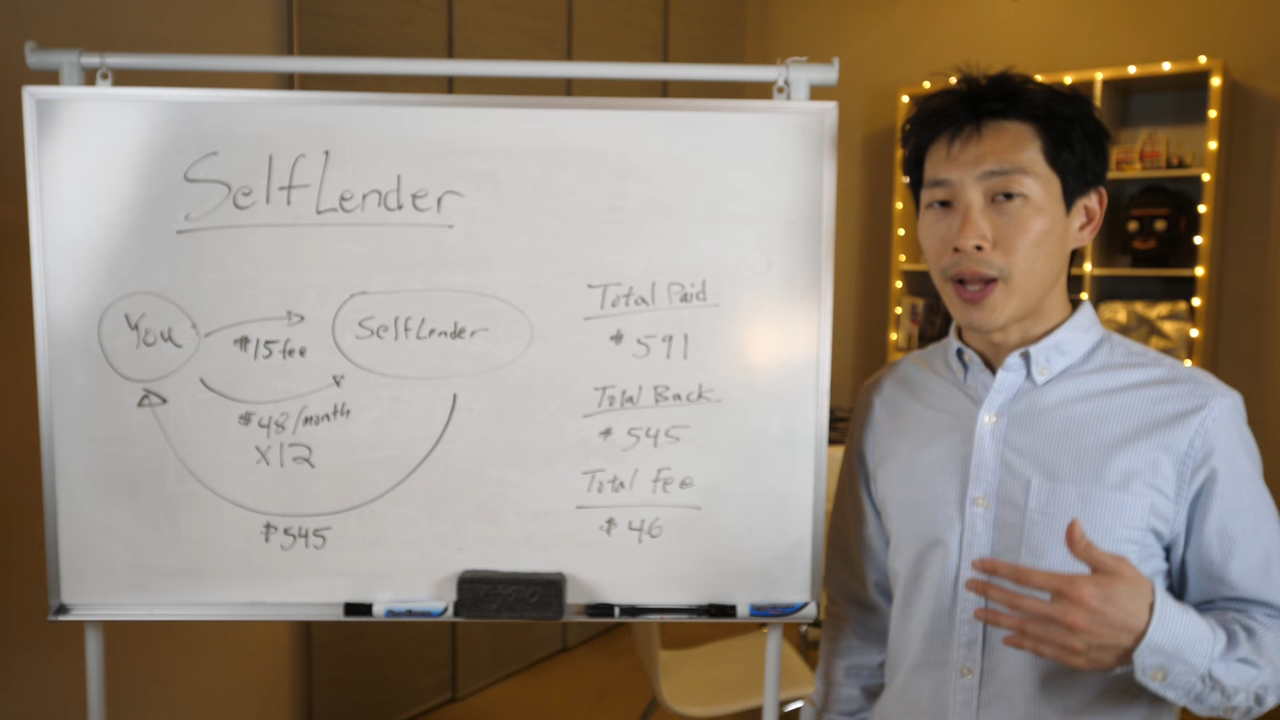 SelfLender
You
$15 fee
SelfLender
$48/month
x12
$545
Total Paid
$591
Total Back
$545
Total Fee
$46